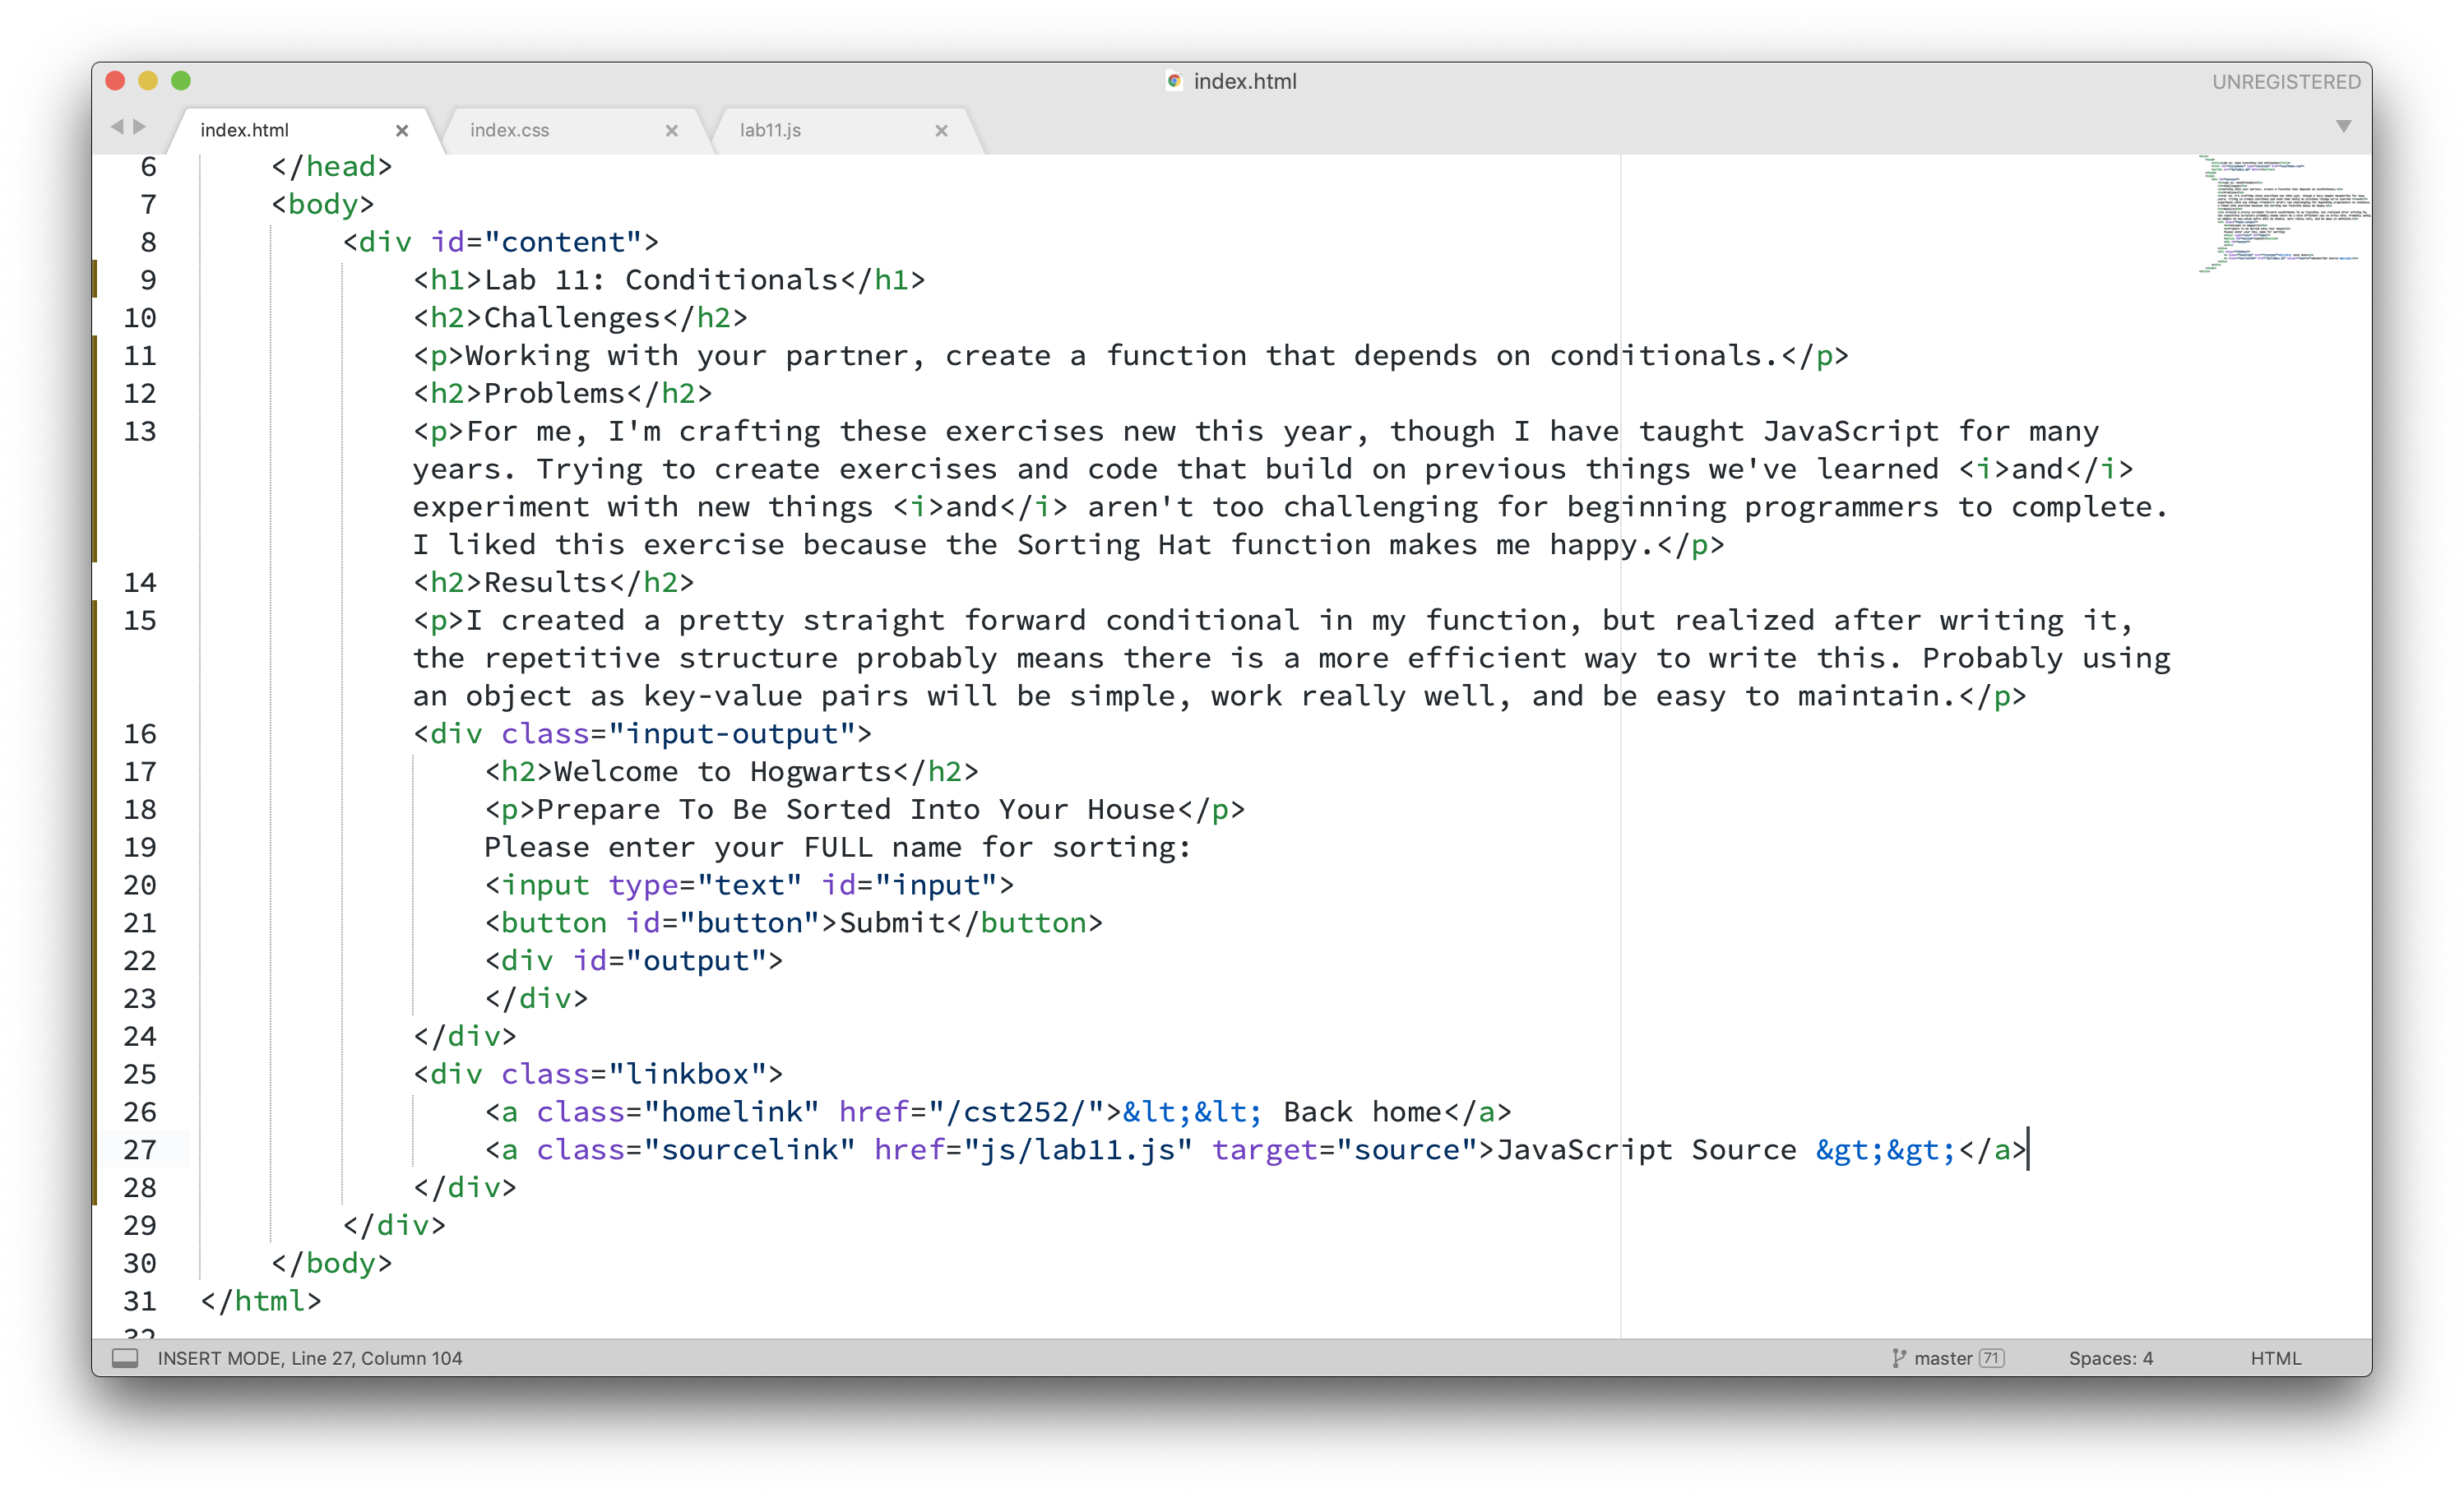 index.html
UNREGISTERED
index.html
index.css
lab11.js
6 </head>
7 <body>
8 <div id="content">
9 <h1>Lab 11: Conditionals</h1>
10 <h2>Challenges</h2>
11 <p>Working with your partner, create a function that depends on conditionals.</p>
12 <h2>Problems</h2>
13 <p>For me, I'm crafting these exercises new this year, though I have taught JavaScript for many
years. Trying to create exercises and code that build on previous things we've learned <i>and</i>
experiment with new things <i>and</i> aren't too challenging for beginning programmers to complete.
I liked this exercise because the Sorting Hat function makes me happy.</p>
14 <h2>Results</h2>
15 <p>I created a pretty straight forward conditional in my function, but realized after writing it,
the repetitive structure probably means there is a more efficient way to write this. Probably using
an object as key-value pairs will be simple, work really well, and be easy to maintain.</p>
16 <div class="input-output">
17 <h2>Welcome to Hogwarts</h2>
18 <p>Prepare To Be Sorted Into Your House</p>
19 Please enter your FULL name for sorting:
20 <input type="text" id="input">
21 <button id="button">Submit</button>
22 <div id="output">
23 </div>
24 </div>
25 <div class="linkbox">
26 <a class="homelink" href="/cst252/">&lt;&lt; Back home</a>
27 <a class="sourcelink" href="js/lab11.js" target="source">JavaScript Source &gt;&gt;</a>
28 </div>
29 </div>
30 </body>
31 </html>
32
INSERT MODE, Line 27, Column 104
master 71
Spaces: 4
HTML